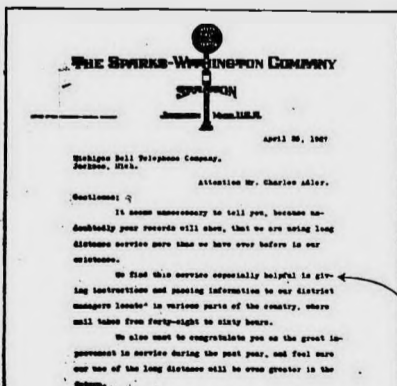 THE SPARKS-WITHINGTON COMPANY
SPARTON
JACKSON MICH. U.S.A.
April 26, 1927
Michigan Bell Telephone Company,
Jackson, Mich.
Attention Mr. Charles Adler.
Gentlemen:
It seems unnecessary to tell you, because un-
doubtedly your records will show, that we are using long
distance service more than we have ever before in our
existence.
We find this service especially helpful in giv-
ing instructions and passing information to our district
managers located in various parts of the country, where
mail takes from forty-eight to sixty hours.
We also want to congratulate you on the great im-
provement in service during the past year, and feel sure
our use of the long distance will be even greater in the
future.